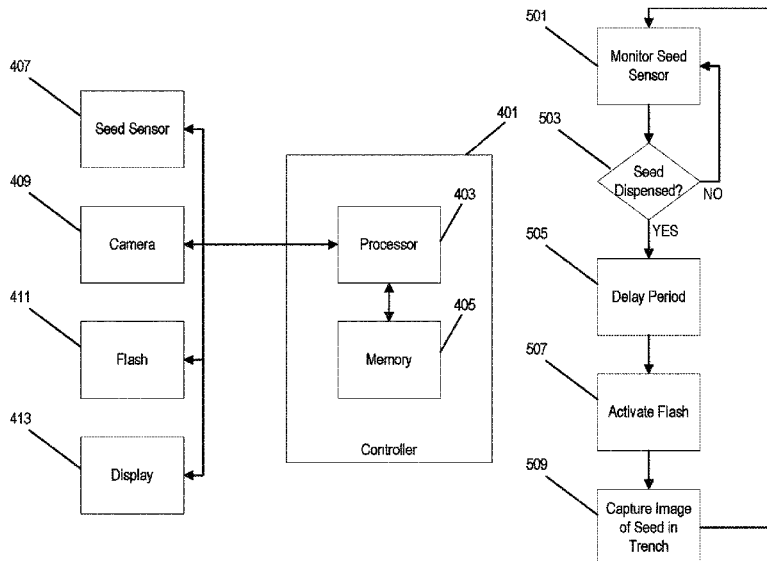 407
Seed Sensor
409
Camera
411
Flash
413
Display
401
403
Processor
405
Memory
Controller
501
Monitor Seed
Sensor
503
Seed
Dispensed?
NO
YES
505
Delay Period
507
Activate Flash
509
Capture Image
of Seed in
Trench